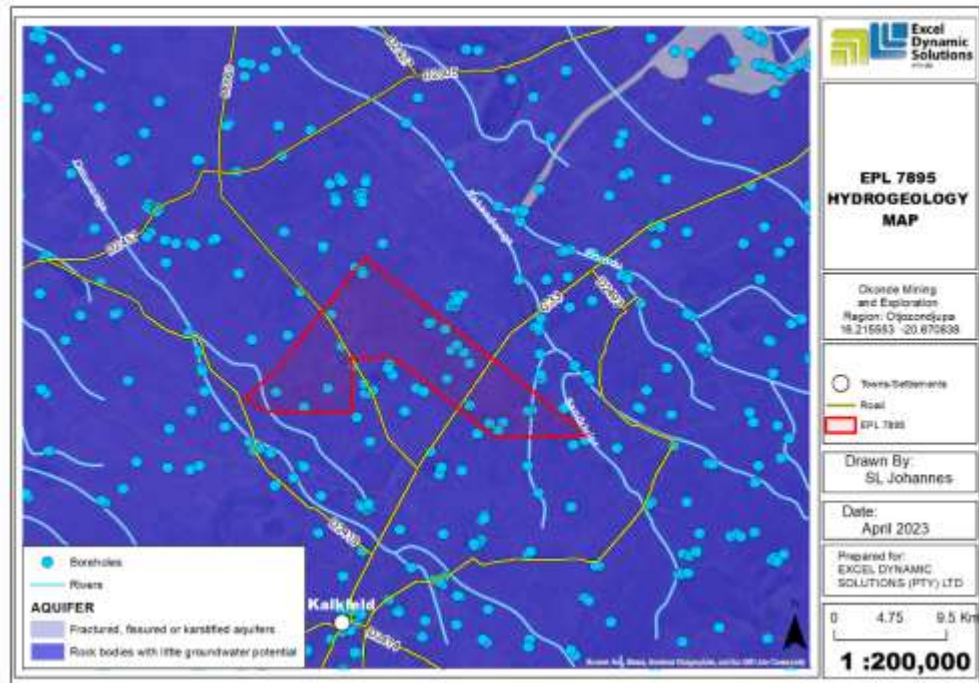 Excel
Dynamic
Solutions
EPL 7895
HYDROGEOLOGY
MAP
Okonde Mining
and Exploration
Region: Otjozondjupa
16.215553 -20.670838
Towns/Settlements
Road
EPL 7895
Drawn By:
SL Johannes
Date:
April 2023
Prepared for:
EXCEL DYNAMIC
SOLUTIONS (PTY) LTD
0 4.75 9.5 Km
1 :200,000
C33
D2483
Kalkfeld
D2414
Boreholes
Rivers
AQUIFER
Fractured, fissured or karstified aquifers
Rock bodies with little groundwater potential